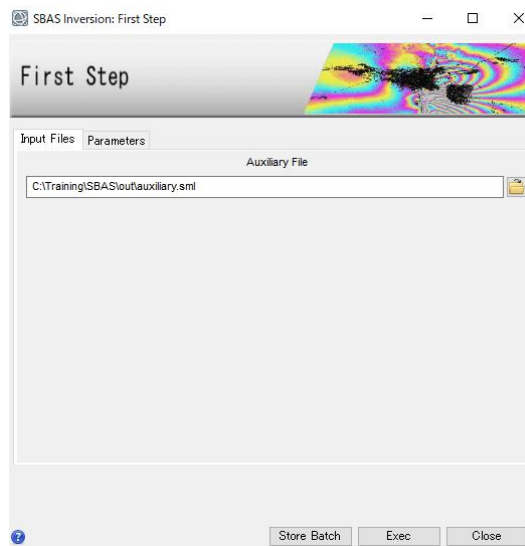 SBAS Inversion: First Step
First Step
Input Files
Parameters
Auxiliary File
C:\Training\SBAS\out\auxiliary.sml
Store Batch
Exec
Close